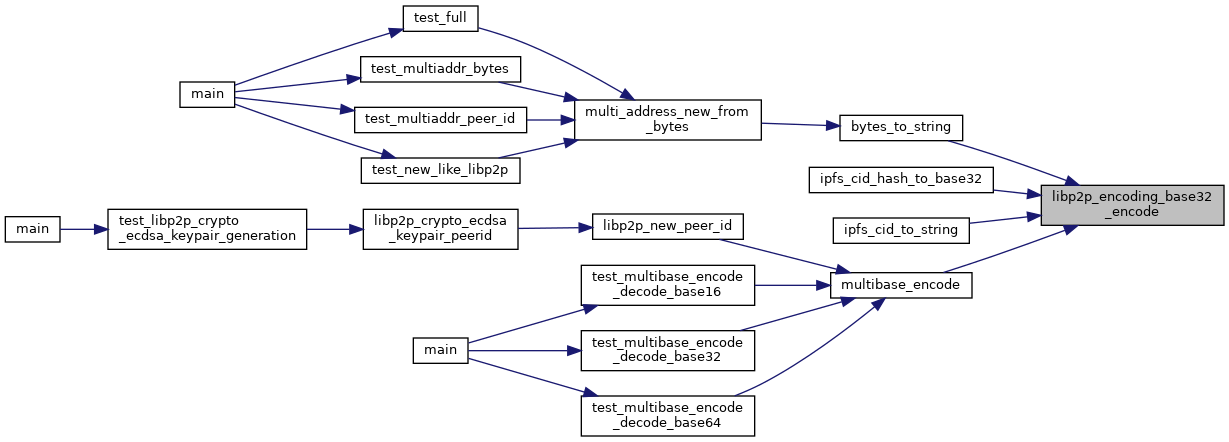 test_full
test_multiaddr_bytes
main
test_multiaddr_peer_id
test_new_like_libp2p
multi_address_new_from
_bytes
bytes_to_string
ipfs_cid_hash_to_base32
ipfs_cid_to_string
libp2p_encoding_base32
_encode
main
test_libp2p_crypto
_ecdsa_keypair_generation
libp2p_crypto_ecdsa
_keypair_peerid
libp2p_new_peer_id
multibase_encode
test_multibase_encode
_decode_base16
main
test_multibase_encode
_decode_base32
test_multibase_encode
_decode_base64